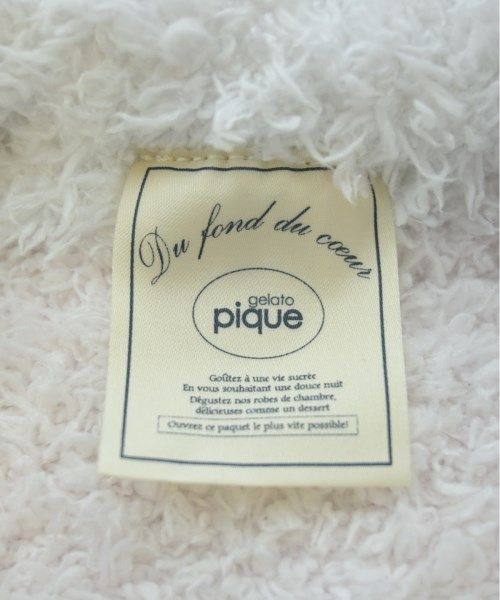 Du fond du cœur
gelato
pique
Goûtez à une vie sucrée
En vous souhaitant une douce nuit
Dégustez nos robes de chambre,
délicieuses comme un dessert
Ouvrez ce paquet le plus vite possible!